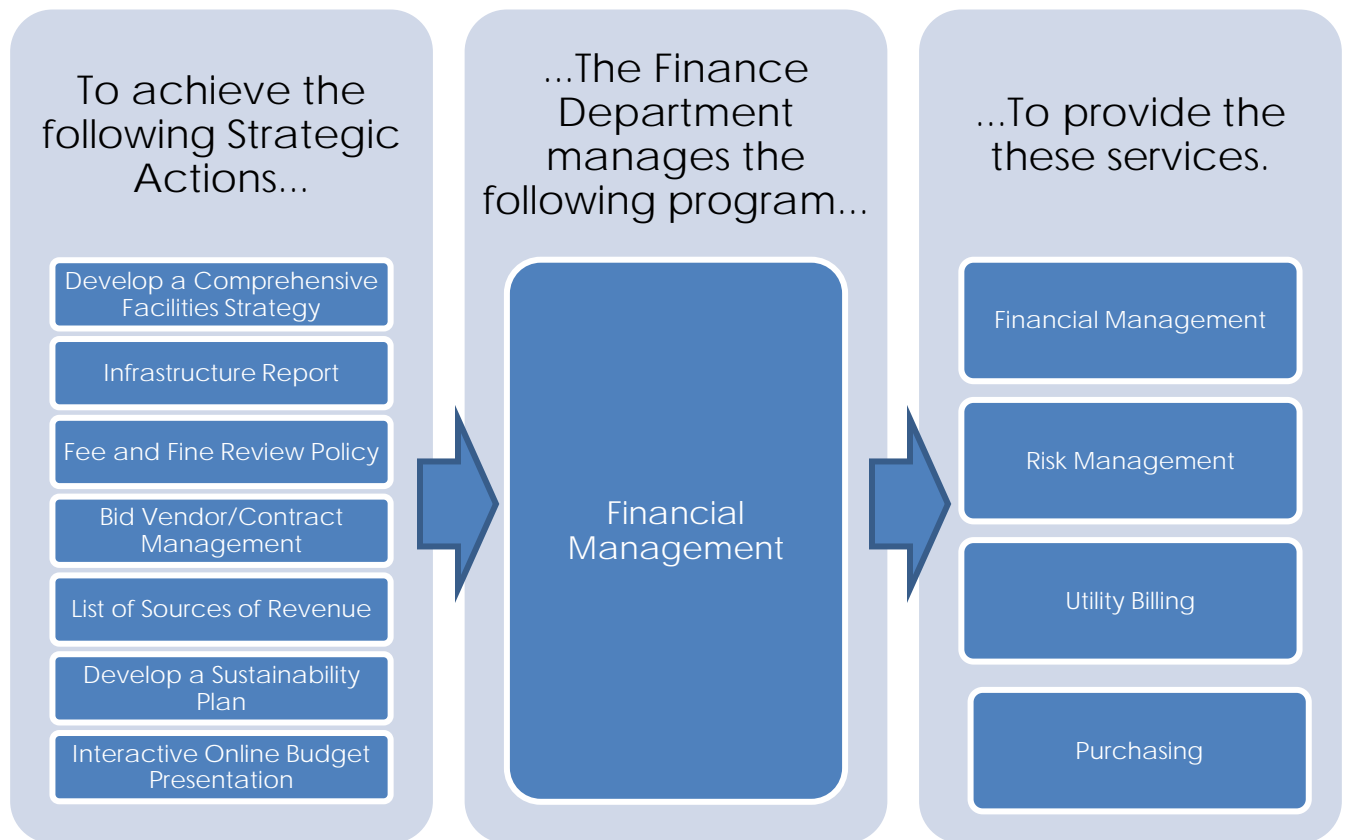 To achieve the
following Strategic
Actions...
Develop a Comprehensive
Facilities Strategy
Infrastructure Report
Fee and Fine Review Policy
Bid Vendor/Contract
Management
List of Sources of Revenue
Develop a Sustainability
Plan
Interactive Online Budget
Presentation
...The Finance
Department
manages the
following program...
Financial
Management
...To provide the
these services.
Financial Management
Risk Management
Utility Billing
Purchasing